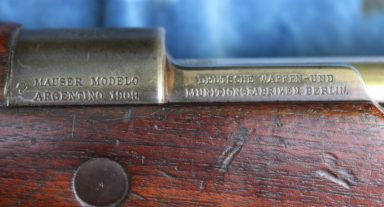 MAUSER MODELO
ARGENTINO 1909
DEUTSCHE WAFFEN-UND
MUNITIONSFABRIKEN BERLIN.